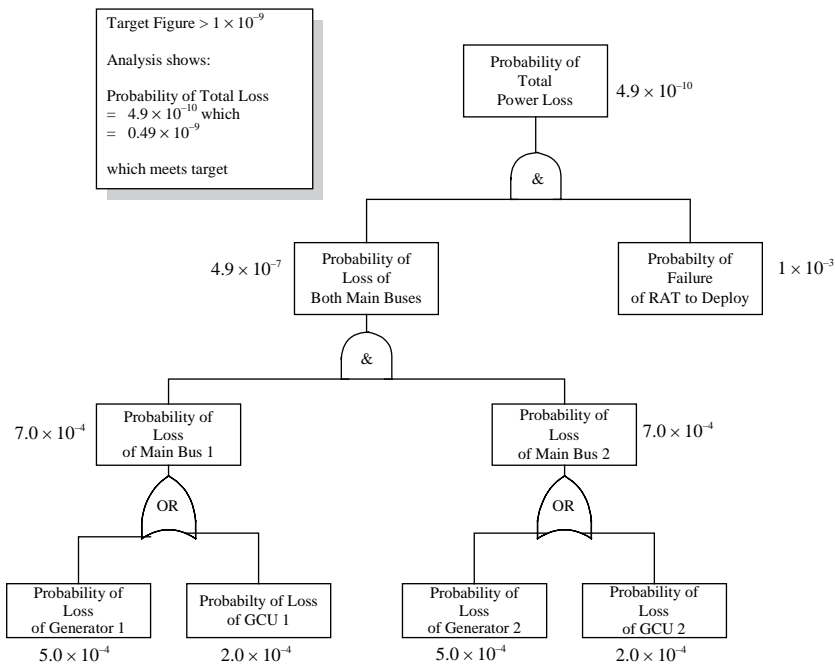 Target Figure > 1 × 10⁻⁹
Analysis shows:
Probability of Total Loss
= 4.9 × 10⁻¹⁰ which
= 0.49 × 10⁻⁹
which meets target
Probability of
Total
Power Loss
4.9 × 10⁻¹⁰
&
4.9 × 10⁻⁷
Probability of
Loss of
Both Main Buses
Probabilty of
Failure
of RAT to Deploy
1 × 10⁻³
&
7.0 × 10⁻⁴
Probability of
Loss
of Main Bus 1
Probability of
Loss
of Main Bus 2
7.0 × 10⁻⁴
OR
OR
Probability of
Loss
of Generator 1
Probabilty of Loss
of GCU 1
Probability of
Loss
of Generator 2
Probability of
Loss
of GCU 2
5.0 × 10⁻⁴
2.0 × 10⁻⁴
5.0 × 10⁻⁴
2.0 × 10⁻⁴